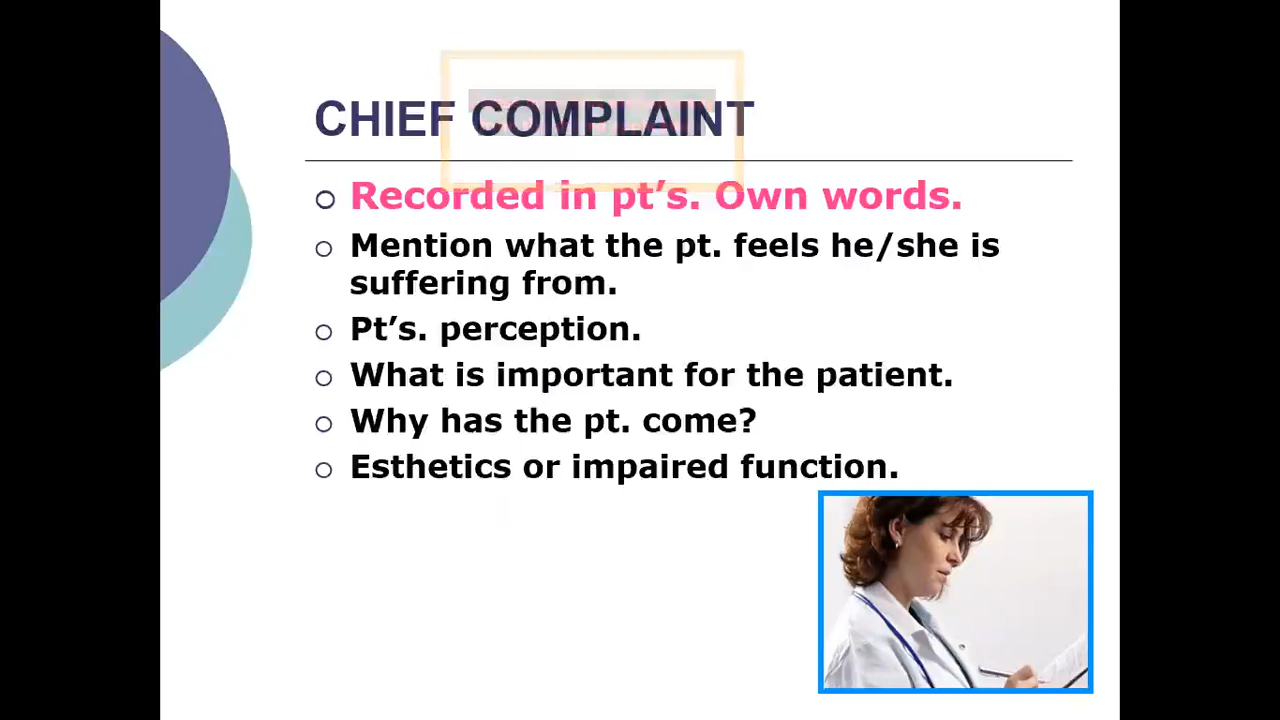 CHIEF COMPLAINT
Recorded in pt’s. Own words.
Mention what the pt. feels he/she is
suffering from.
Pt’s. perception.
What is important for the patient.
Why has the pt. come?
Esthetics or impaired function.